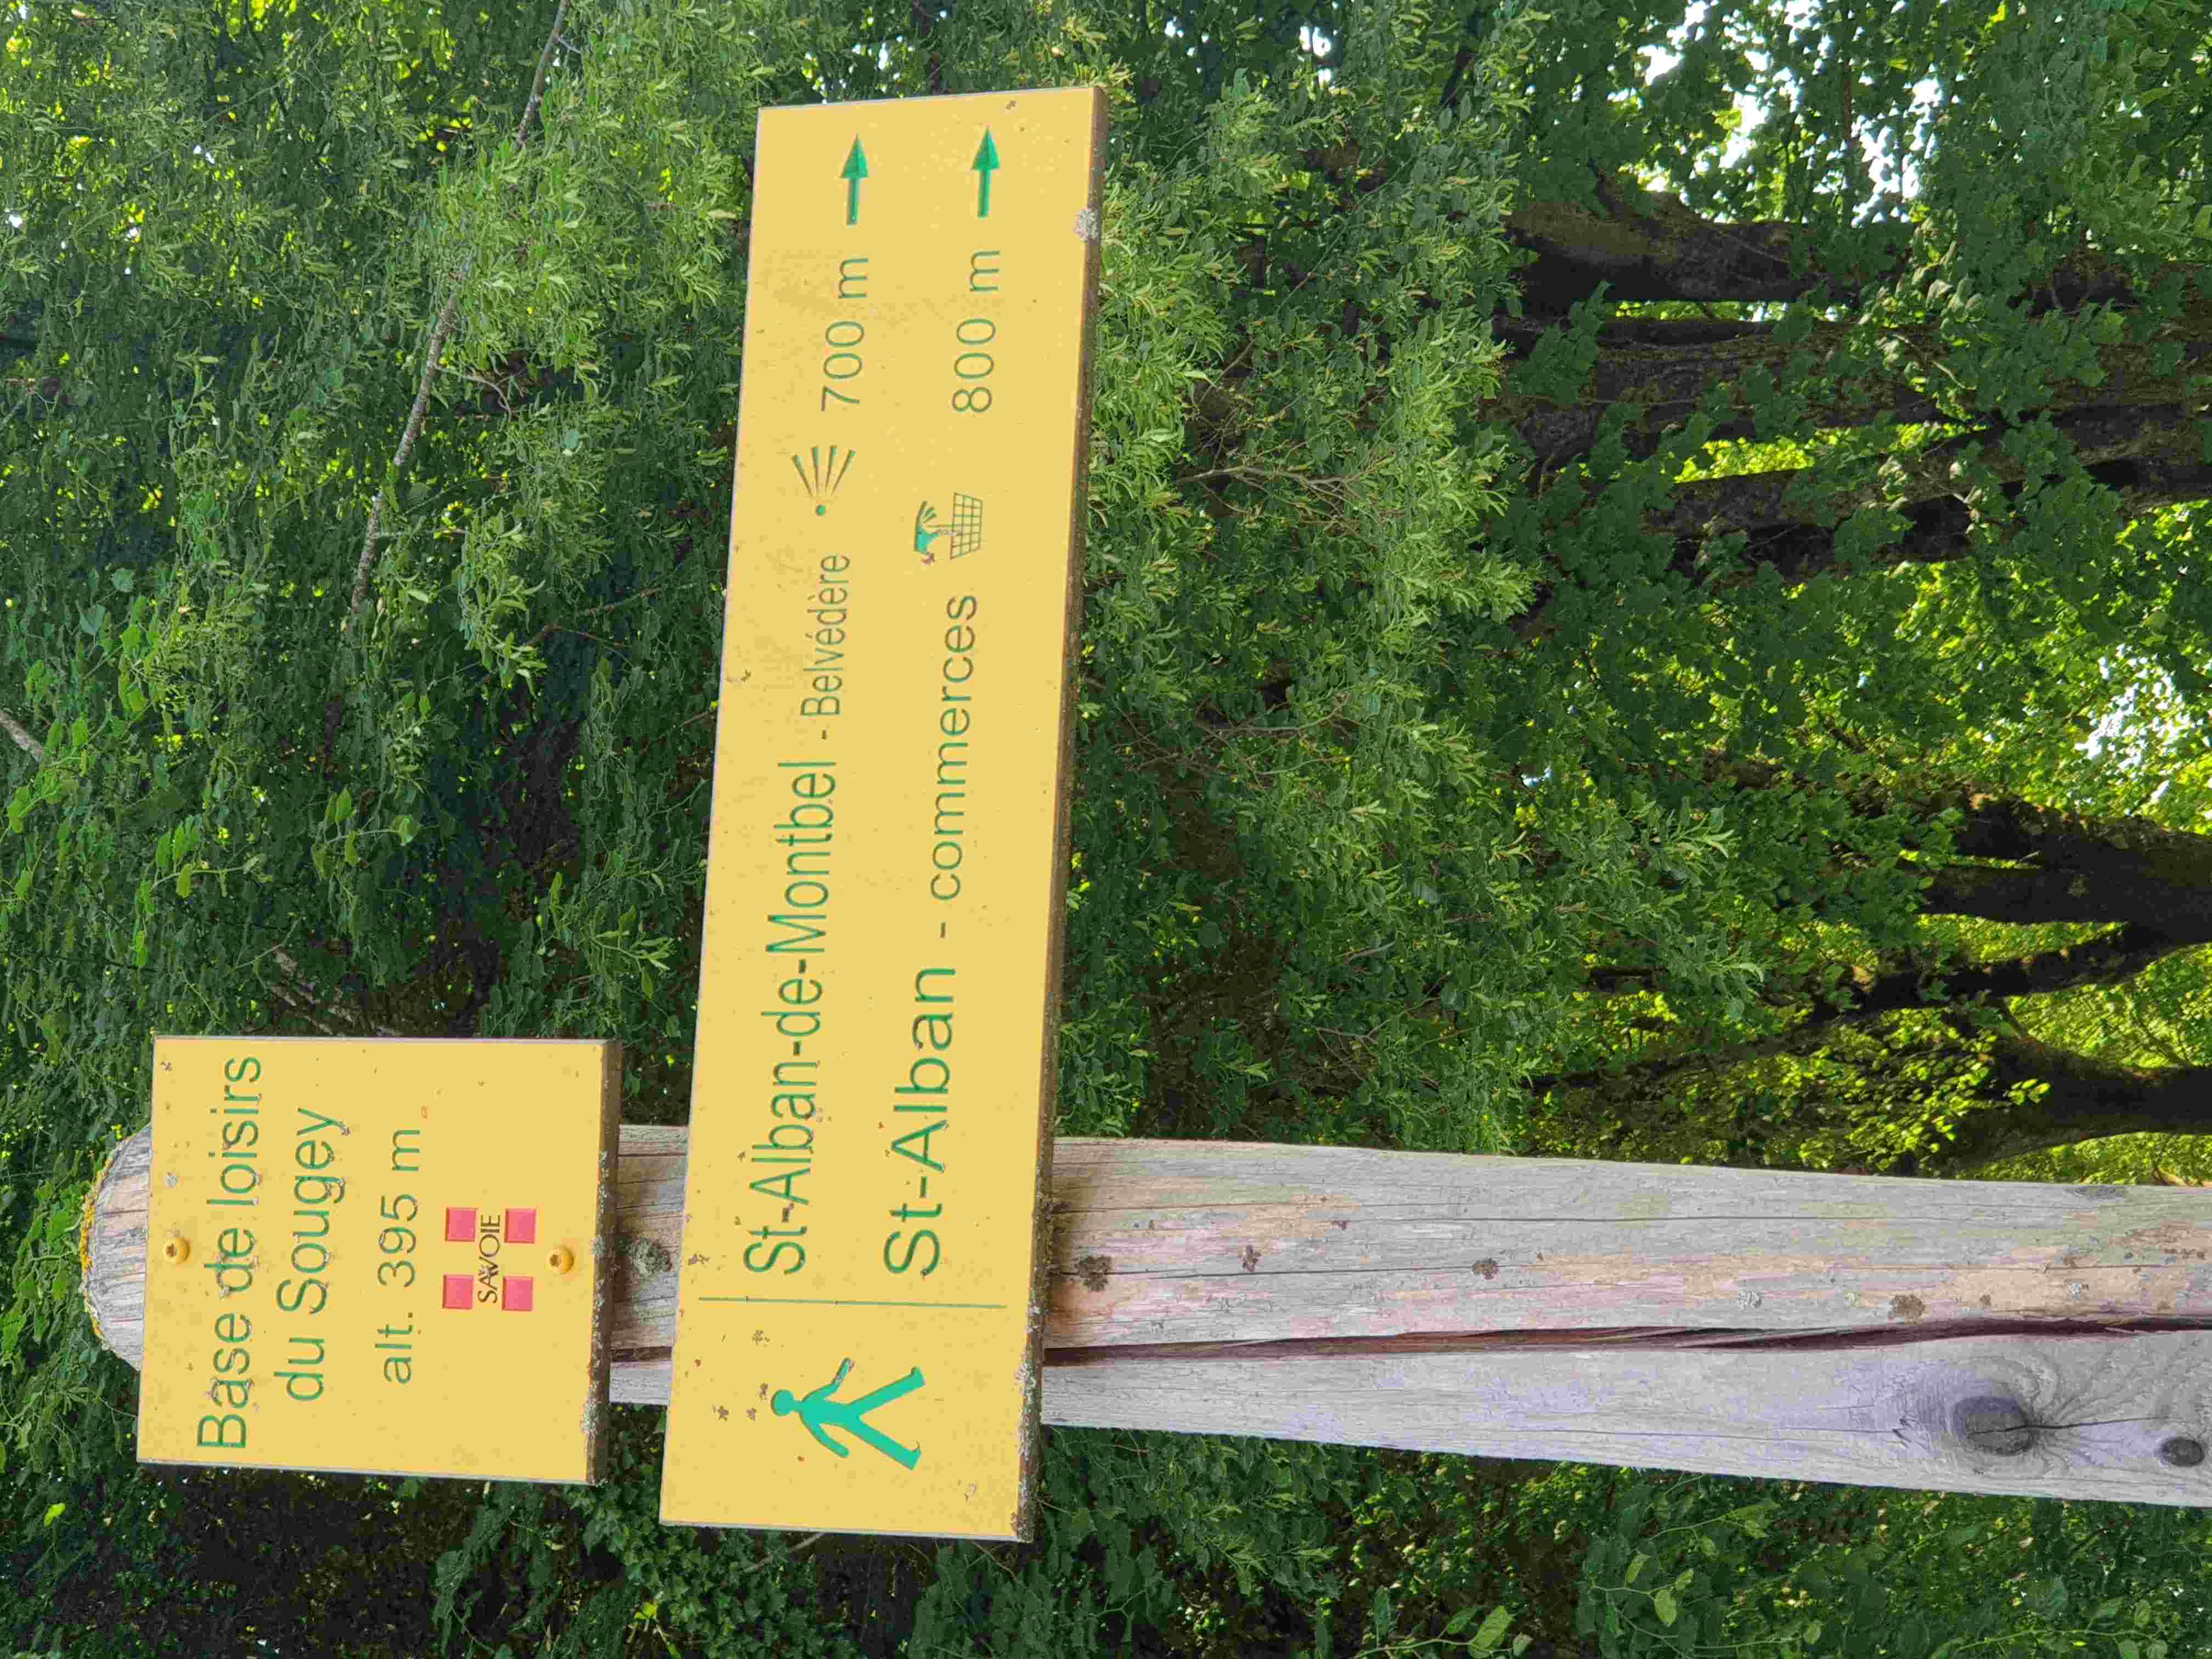 Base de loisirs
du Sougey
alt. 395 m
SAVOIE
St-Alban-de-Montbel - Belvédère 700 m
St-Alban - commerces 800 m